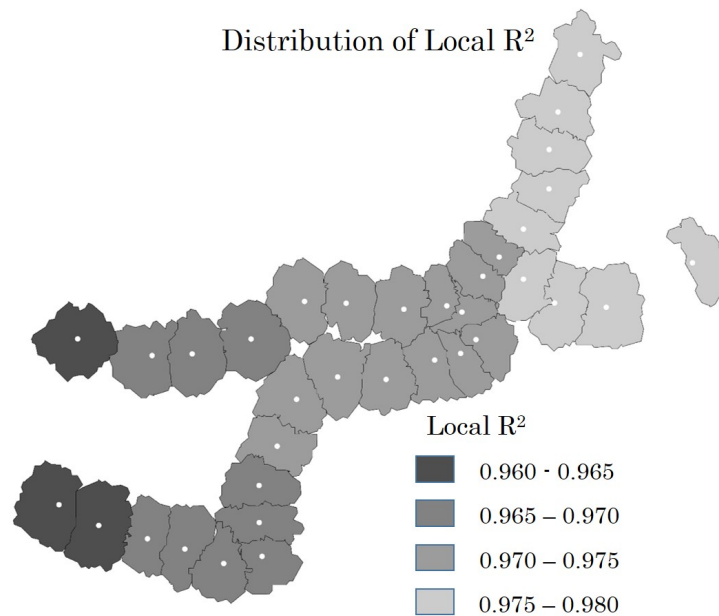 Distribution of Local R²
Local R²
0.960 - 0.965
0.965 – 0.970
0.970 – 0.975
0.975 – 0.980